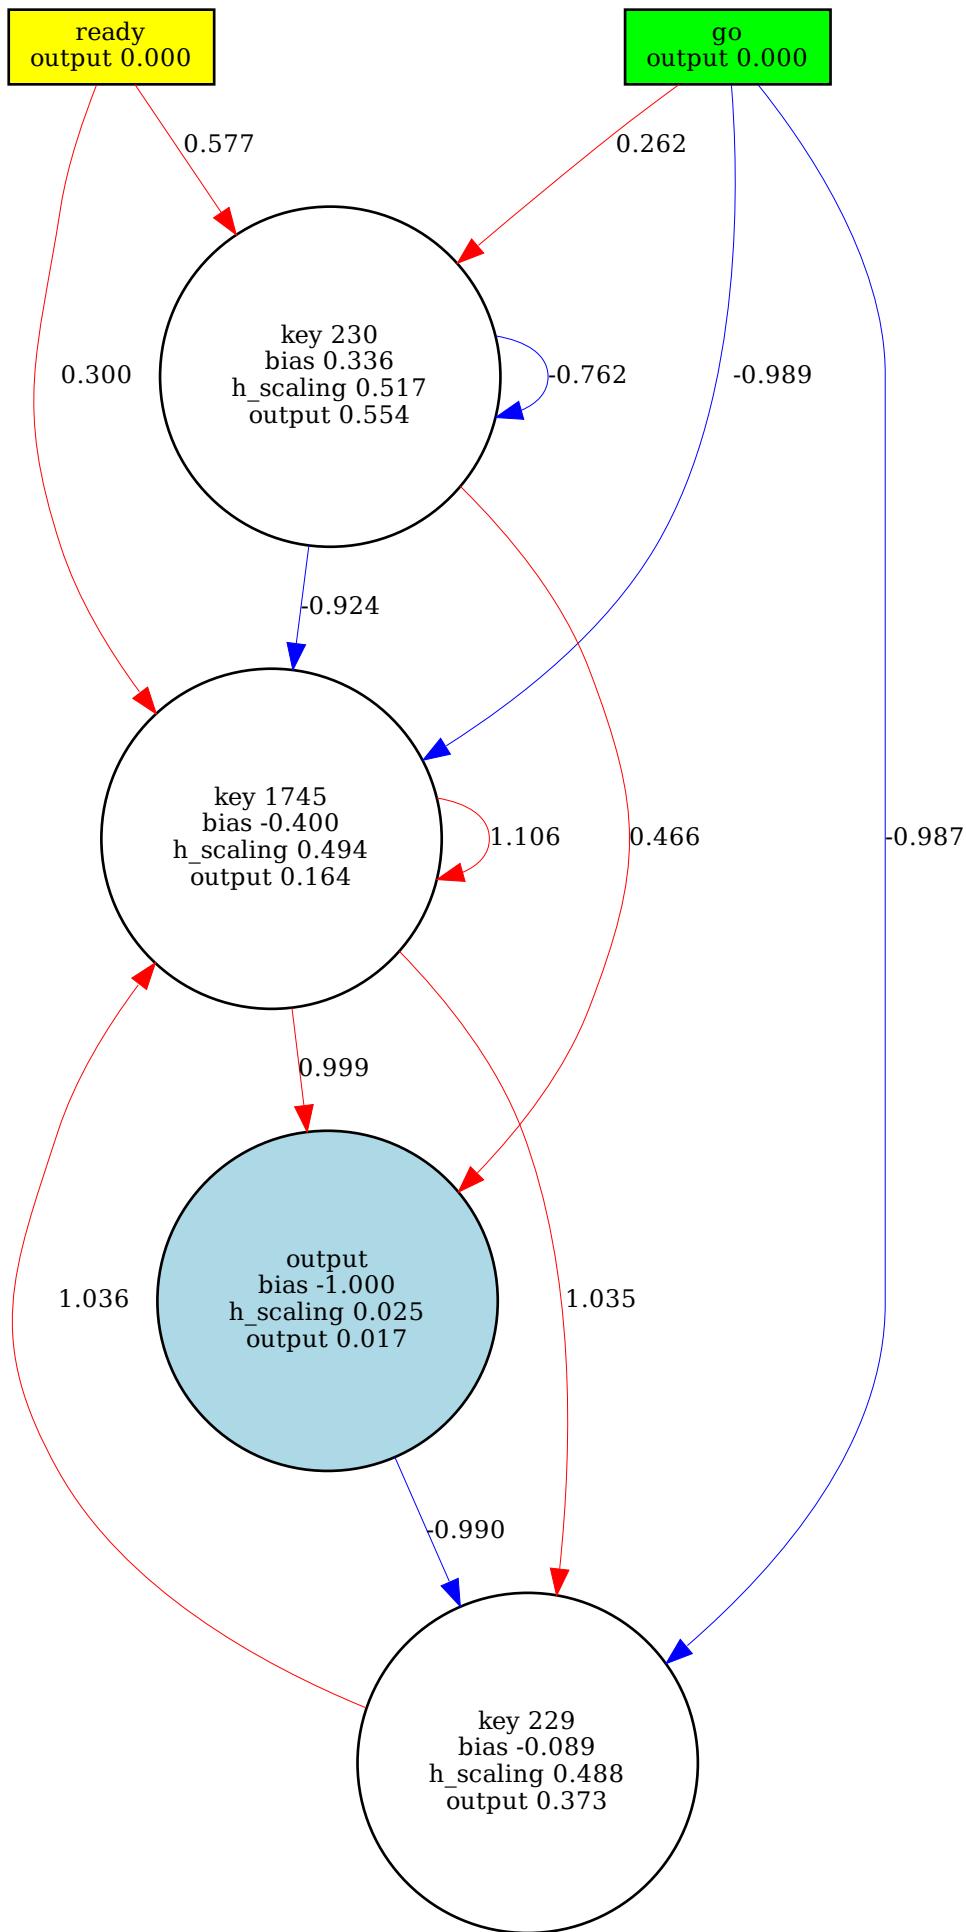 ready
output 0.000
go
output 0.000
0.577
0.262
key 230
bias 0.336
h_scaling 0.517
output 0.554
0.300
-0.762
-0.989
-0.924
key 1745
bias -0.400
h_scaling 0.494
output 0.164
1.106
0.466
-0.987
0.999
output
bias -1.000
h_scaling 0.025
output 0.017
1.036
1.035
-0.990
key 229
bias -0.089
h_scaling 0.488
output 0.373